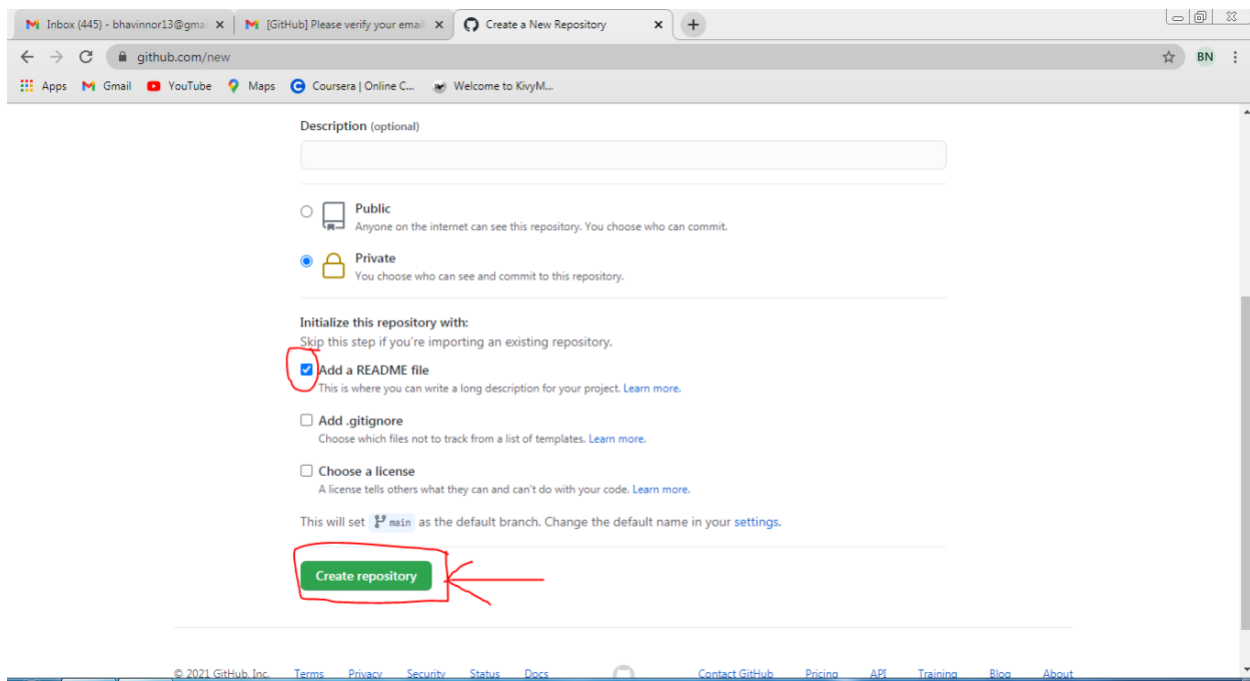 Inbox (445) - bhavinnor13@gma
[GitHub] Please verify your email
Create a New Repository
github.com/new
BN
Apps
Gmail
YouTube
Maps
Coursera | Online C...
Welcome to KivyM...
Description (optional)
Public
Anyone on the internet can see this repository. You choose who can commit.
Private
You choose who can see and commit to this repository.
Initialize this repository with:
Skip this step if you're importing an existing repository.
Add a README file
This is where you can write a long description for your project. Learn more.
Add .gitignore
Choose which files not to track from a list of templates. Learn more.
Choose a license
A license tells others what they can and can't do with your code. Learn more.
This will set main as the default branch. Change the default name in your settings.
Create repository
© 2021 GitHub, Inc. Terms Privacy Security Status Docs Contact GitHub Pricing API Training Blog About